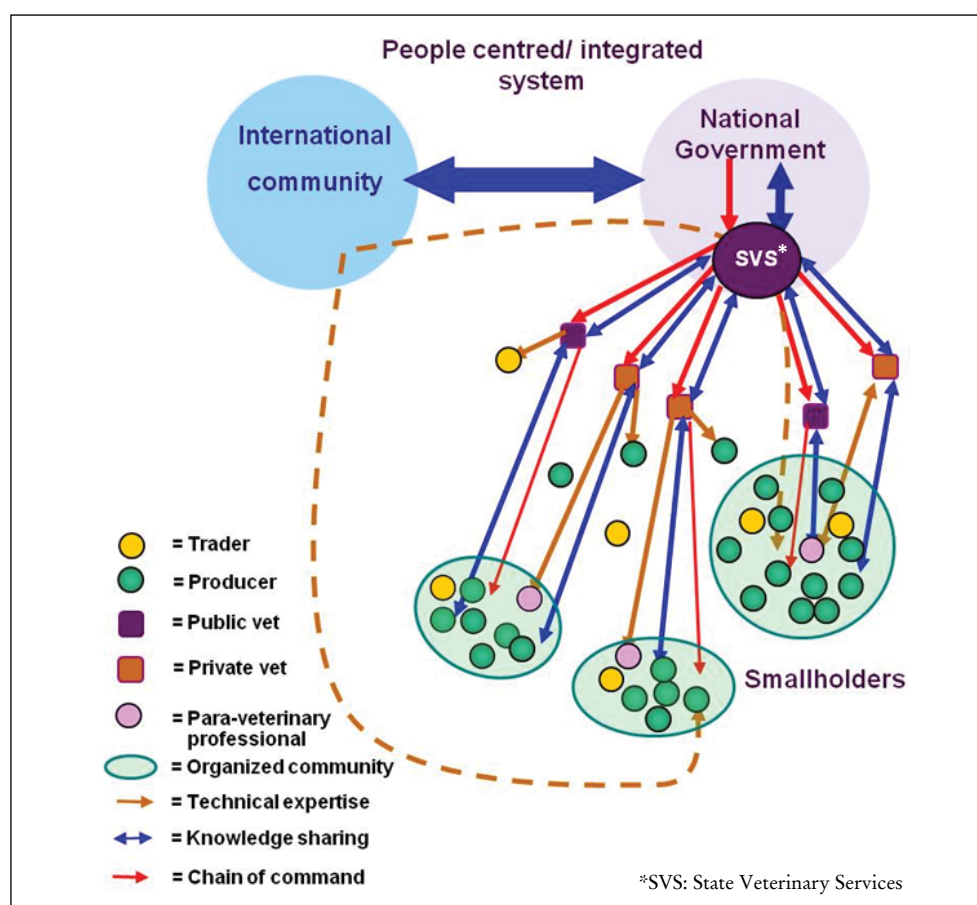 People centred/ integrated
system
International
community
National
Government
SVS*
= Trader
= Producer
= Public vet
= Private vet
= Para-veterinary
professional
= Organized community
= Technical expertise
= Knowledge sharing
= Chain of command
Smallholders
*SVS: State Veterinary Services